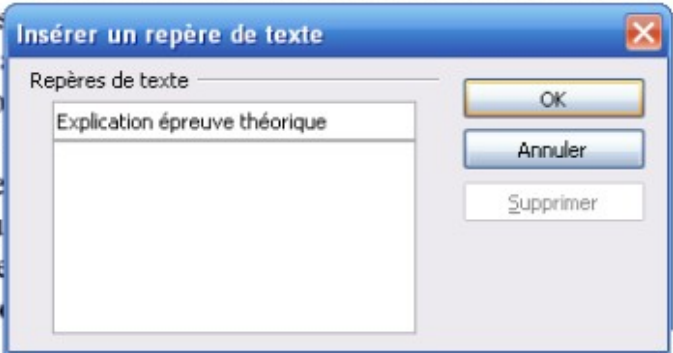 Insérer un repère de texte
Repères de texte
Explication épreuve théorique
OK
Annuler
Supprimer